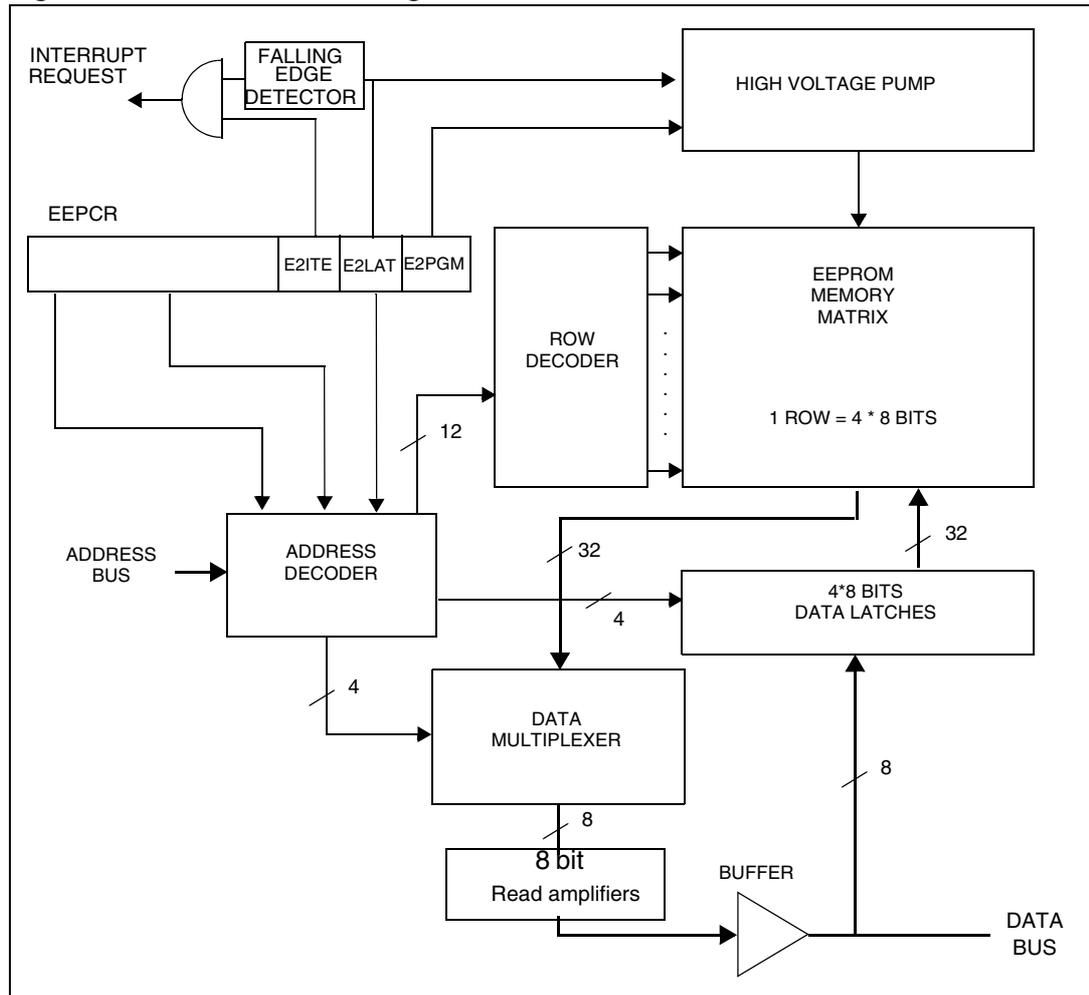 INTERRUPT
REQUEST
FALLING
EDGE
DETECTOR
HIGH VOLTAGE PUMP
EEPCR
E2ITE
E2LAT
E2PGM
ROW
DECODER
EEPROM
MEMORY
MATRIX
1 ROW = 4 * 8 BITS
12
ADDRESS
BUS
ADDRESS
DECODER
32
32
4
4*8 BITS
DATA LATCHES
4
DATA
MULTIPLEXER
8
8
8 bit
Read amplifiers
BUFFER
DATA
BUS